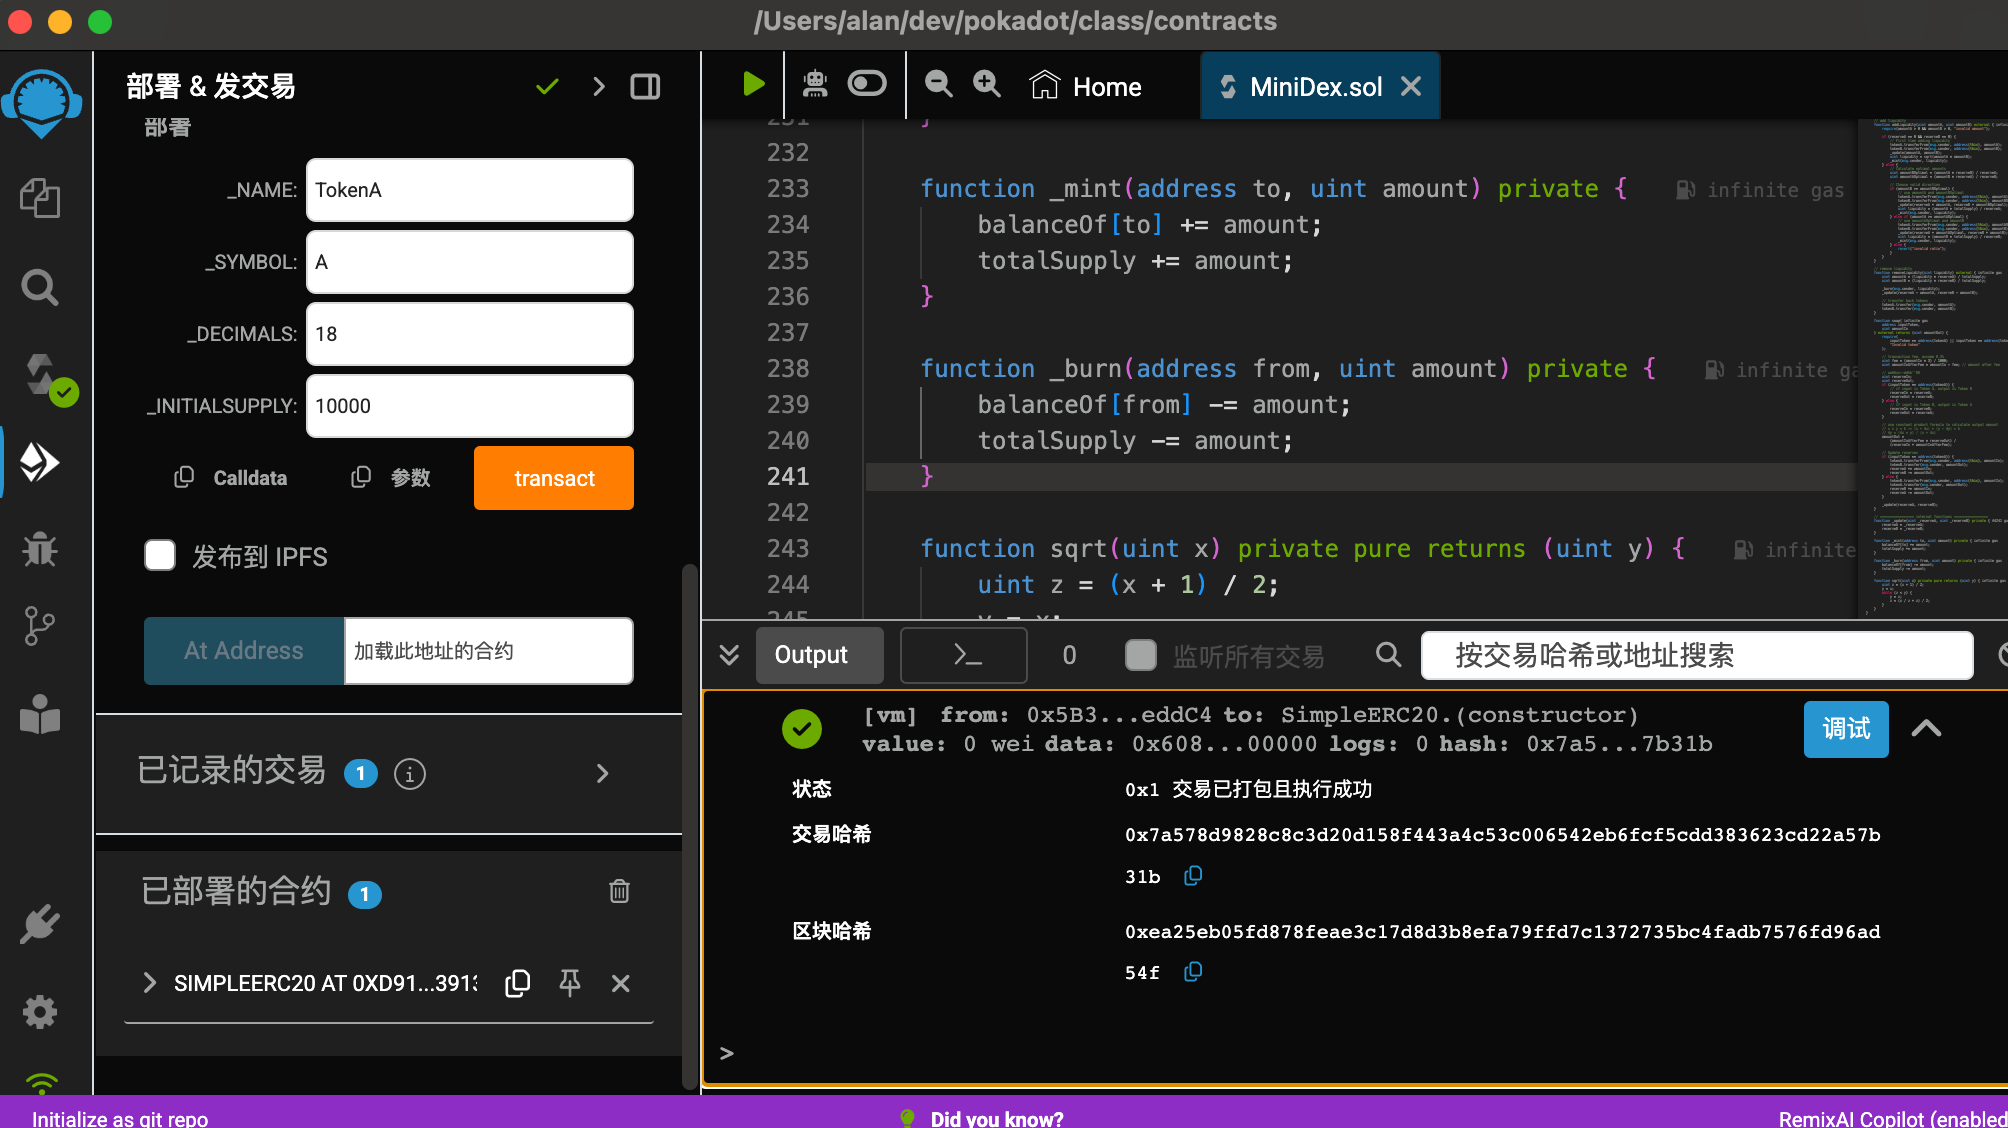 /Users/alan/dev/pokadot/class/contracts
部署 & 发交易
部署
_NAME: TokenA
_SYMBOL: A
_DECIMALS: 18
_INITIALSUPPLY: 10000
Calldata 参数 transact
发布到 IPFS
At Address 加载此地址的合约
已记录的交易 1
已部署的合约 1
SIMPLEERC20 AT 0XD91...391
Initialize as git repo
Home MiniDex.sol
231 }
232
233 function _mint(address to, uint amount) private { infinite gas
234 balanceOf[to] += amount;
235 totalSupply += amount;
236 }
237
238 function _burn(address from, uint amount) private { infinite ga
239 balanceOf[from] -= amount;
240 totalSupply -= amount;
241 }
242
243 function sqrt(uint x) private pure returns (uint y) { infinite
244 uint z = (x + 1) / 2;
245 y = x;
Output >_ 0 监听所有交易 按交易哈希或地址搜索
[vm] from: 0x5B3...eddC4 to: SimpleERC20.(constructor)
value: 0 wei data: 0x608...00000 logs: 0 hash: 0x7a5...7b31b
调试
状态 0x1 交易已打包且执行成功
交易哈希 0x7a578d9828c8c3d20d158f443a4c53c006542eb6fcf5cdd383623cd22a57b
31b
区块哈希 0xea25eb05fd878feae3c17d8d3b8efa79ffd7c1372735bc4fadb7576fd96ad
54f
>
Did you know?
RemixAI Copilot (enabled